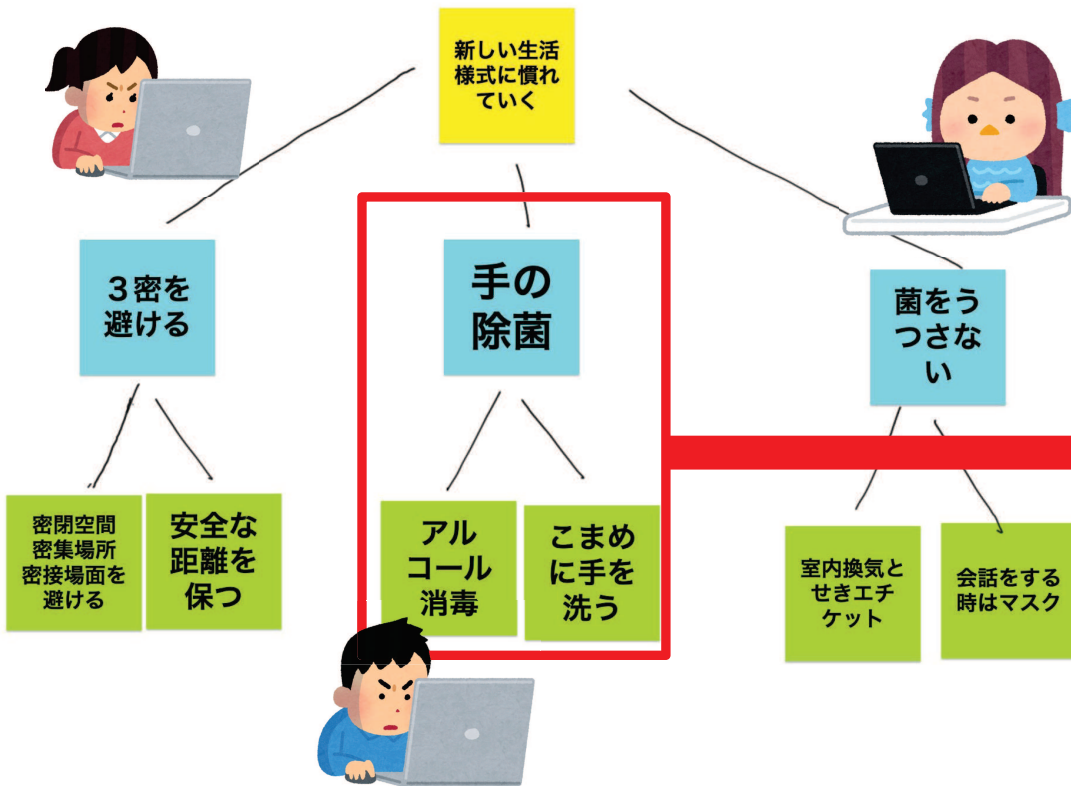 新しい生活
様式に慣れ
ていく
３密を
避ける
手の
除菌
菌をう
つさな
い
密閉空間
密集場所
密接場面を
避ける
安全な
距離を
保つ
アル
コール
消毒
こまめ
に手を
洗う
室内換気と
せきエチ
ケット
会話をする
時はマスク